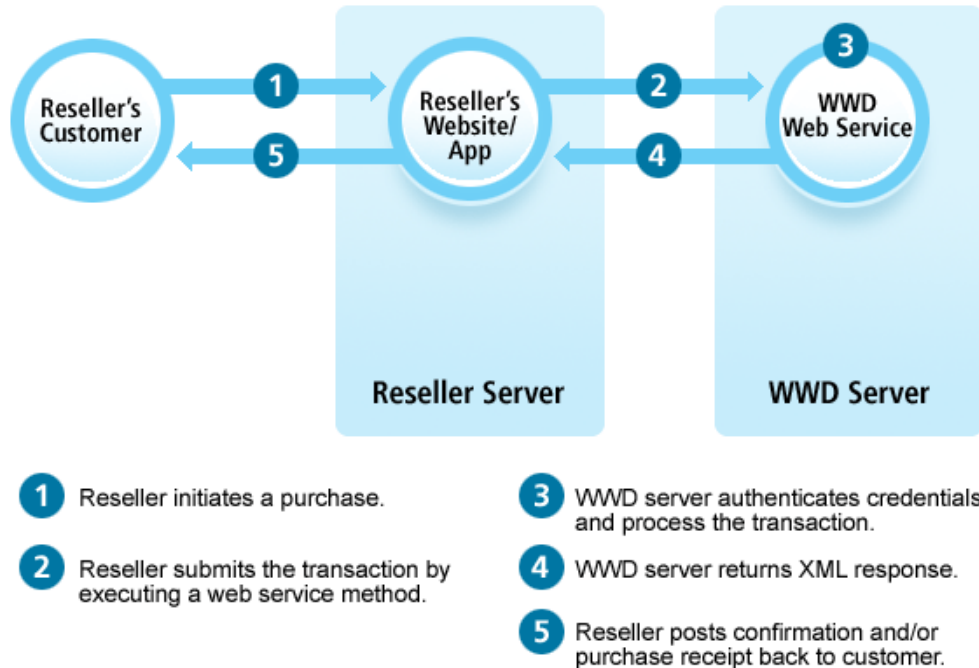 1
2
3
Reseller's
Customer
Reseller's
Website/
App
WWD
Web Service
5
4
Reseller Server
WWD Server
1 Reseller initiates a purchase.
2 Reseller submits the transaction by
executing a web service method.
3 WWD server authenticates credentials
and process the transaction.
4 WWD server returns XML response.
5 Reseller posts confirmation and/or
purchase receipt back to customer.